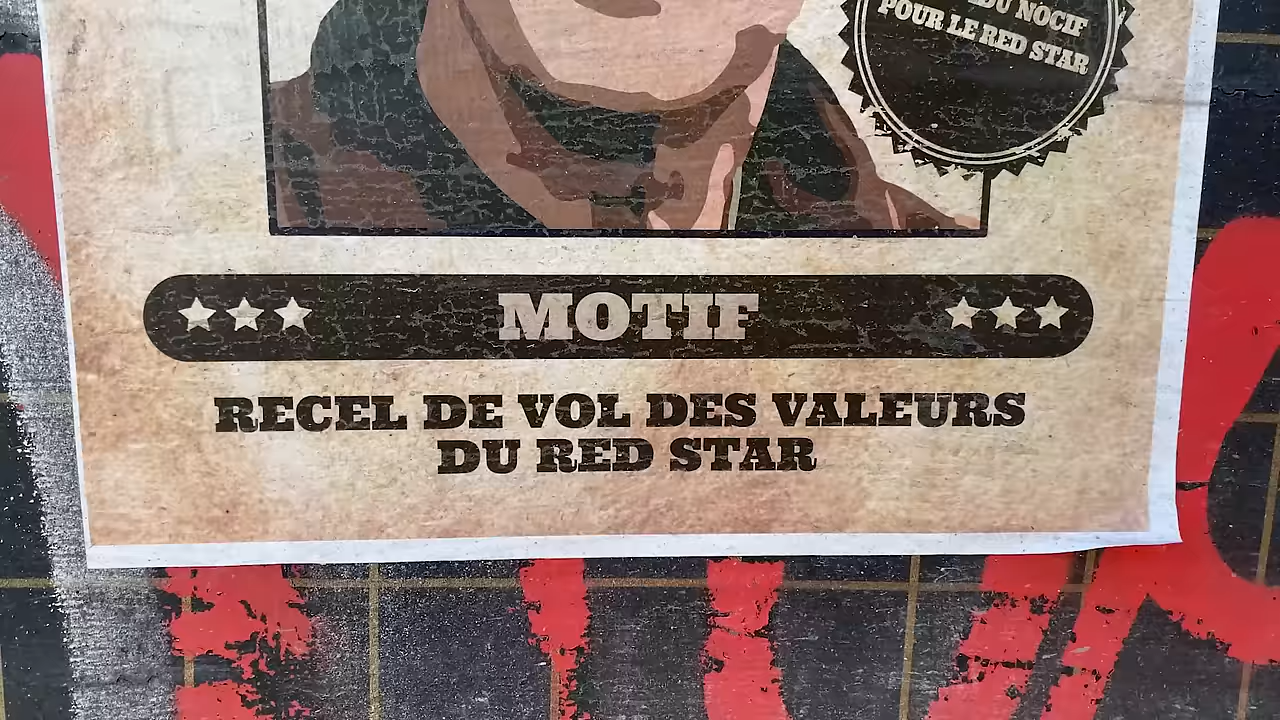 DU NOCIF
POUR LE RED STAR
MOTIF
RECEL DE VOL DES VALEURS
DU RED STAR